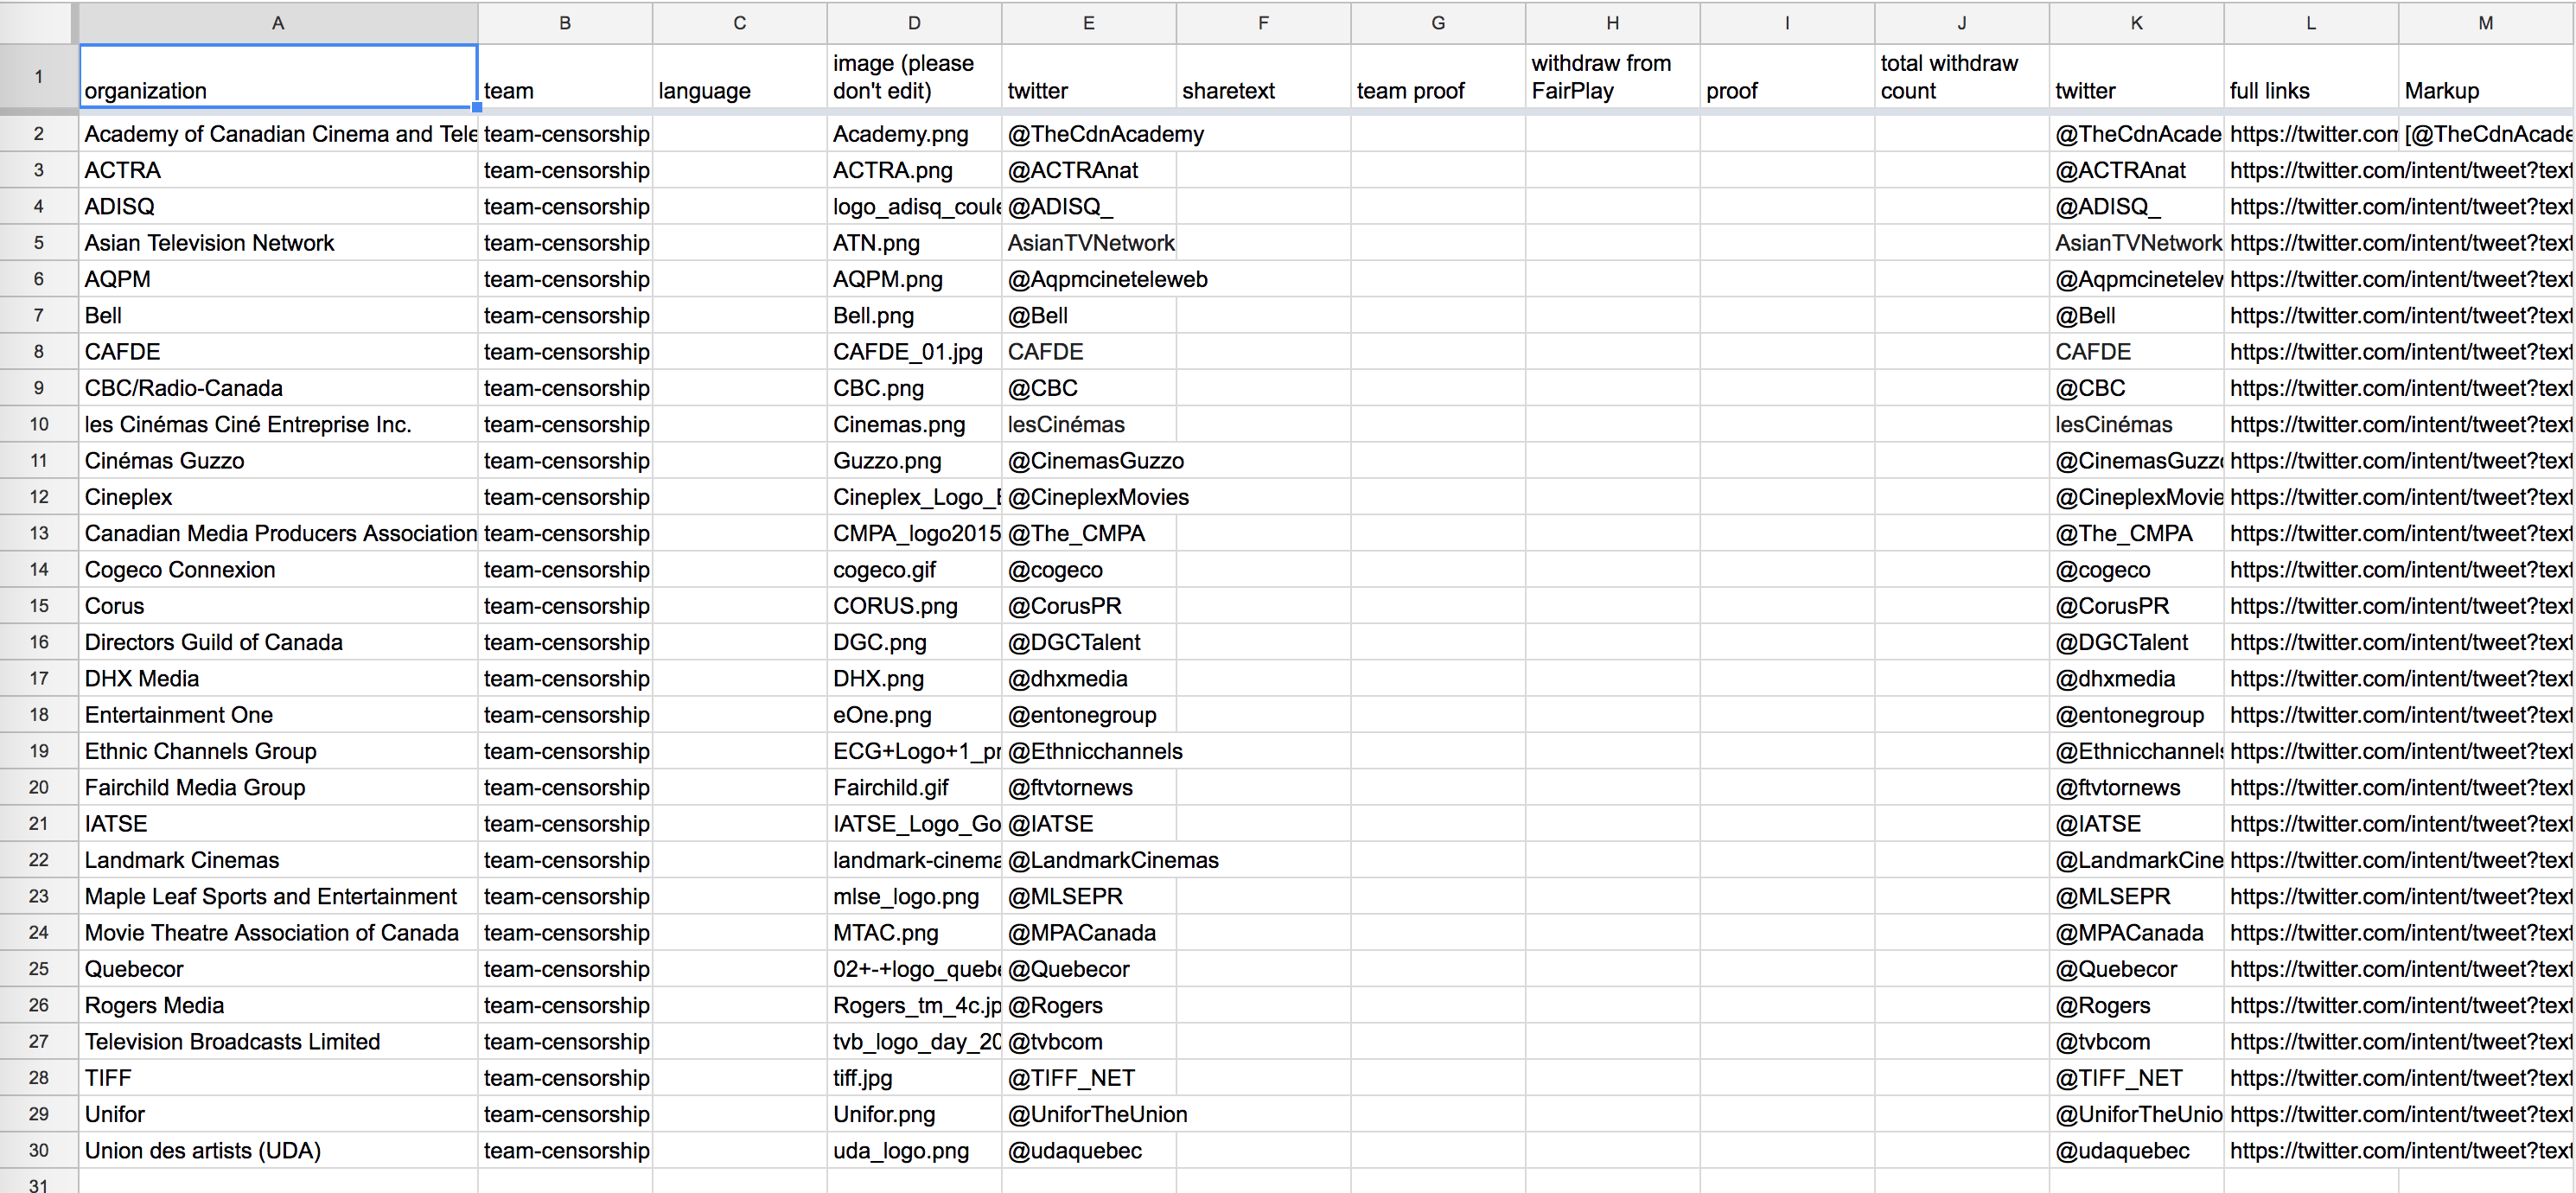 A B C D E F G H I J K L M
1 organization team language image (please don't edit) twitter sharetext team proof withdraw from FairPlay proof total withdraw count twitter full links Markup
2 Academy of Canadian Cinema and Tele team-censorship Academy.png @TheCdnAcademy @TheCdnAcade https://twitter.com [@TheCdnAcade
3 ACTRA team-censorship ACTRA.png @ACTRAnat @ACTRAnat https://twitter.com/intent/tweet?text
4 ADISQ team-censorship logo_adisq_coule @ADISQ_ @ADISQ_ https://twitter.com/intent/tweet?text
5 Asian Television Network team-censorship ATN.png AsianTVNetwork AsianTVNetwork https://twitter.com/intent/tweet?text
6 AQPM team-censorship AQPM.png @Aqpmcineteleweb @Aqpmcinetelew https://twitter.com/intent/tweet?text
7 Bell team-censorship Bell.png @Bell @Bell https://twitter.com/intent/tweet?text
8 CAFDE team-censorship CAFDE_01.jpg CAFDE CAFDE https://twitter.com/intent/tweet?text
9 CBC/Radio-Canada team-censorship CBC.png @CBC @CBC https://twitter.com/intent/tweet?text
10 les Cinémas Ciné Entreprise Inc. team-censorship Cinemas.png lesCinémas lesCinémas https://twitter.com/intent/tweet?text
11 Cinémas Guzzo team-censorship Guzzo.png @CinemasGuzzo @CinemasGuzzo https://twitter.com/intent/tweet?text
12 Cineplex team-censorship Cineplex_Logo_E @CineplexMovies @CineplexMovie https://twitter.com/intent/tweet?text
13 Canadian Media Producers Association team-censorship CMPA_logo2015 @The_CMPA @The_CMPA https://twitter.com/intent/tweet?text
14 Cogeco Connexion team-censorship cogeco.gif @cogeco @cogeco https://twitter.com/intent/tweet?text
15 Corus team-censorship CORUS.png @CorusPR @CorusPR https://twitter.com/intent/tweet?text
16 Directors Guild of Canada team-censorship DGC.png @DGCTalent @DGCTalent https://twitter.com/intent/tweet?text
17 DHX Media team-censorship DHX.png @dhxmedia @dhxmedia https://twitter.com/intent/tweet?text
18 Entertainment One team-censorship eOne.png @entonegroup @entonegroup https://twitter.com/intent/tweet?text
19 Ethnic Channels Group team-censorship ECG+Logo+1_pr @Ethnicchannels @Ethnicchannels https://twitter.com/intent/tweet?text
20 Fairchild Media Group team-censorship Fairchild.gif @ftvtornews @ftvtornews https://twitter.com/intent/tweet?text
21 IATSE team-censorship IATSE_Logo_Go @IATSE @IATSE https://twitter.com/intent/tweet?text
22 Landmark Cinemas team-censorship landmark-cinema @LandmarkCinemas @LandmarkCine https://twitter.com/intent/tweet?text
23 Maple Leaf Sports and Entertainment team-censorship mlse_logo.png @MLSEPR @MLSEPR https://twitter.com/intent/tweet?text
24 Movie Theatre Association of Canada team-censorship MTAC.png @MPACanada @MPACanada https://twitter.com/intent/tweet?text
25 Quebecor team-censorship 02+-+logo_quebe @Quebecor @Quebecor https://twitter.com/intent/tweet?text
26 Rogers Media team-censorship Rogers_tm_4c.jp @Rogers @Rogers https://twitter.com/intent/tweet?text
27 Television Broadcasts Limited team-censorship tvb_logo_day_20 @tvbcom @tvbcom https://twitter.com/intent/tweet?text
28 TIFF team-censorship tiff.jpg @TIFF_NET @TIFF_NET https://twitter.com/intent/tweet?text
29 Unifor team-censorship Unifor.png @UniforTheUnion @UniforTheUnio https://twitter.com/intent/tweet?text
30 Union des artists (UDA) team-censorship uda_logo.png @udaquebec @udaquebec https://twitter.com/intent/tweet?text
31